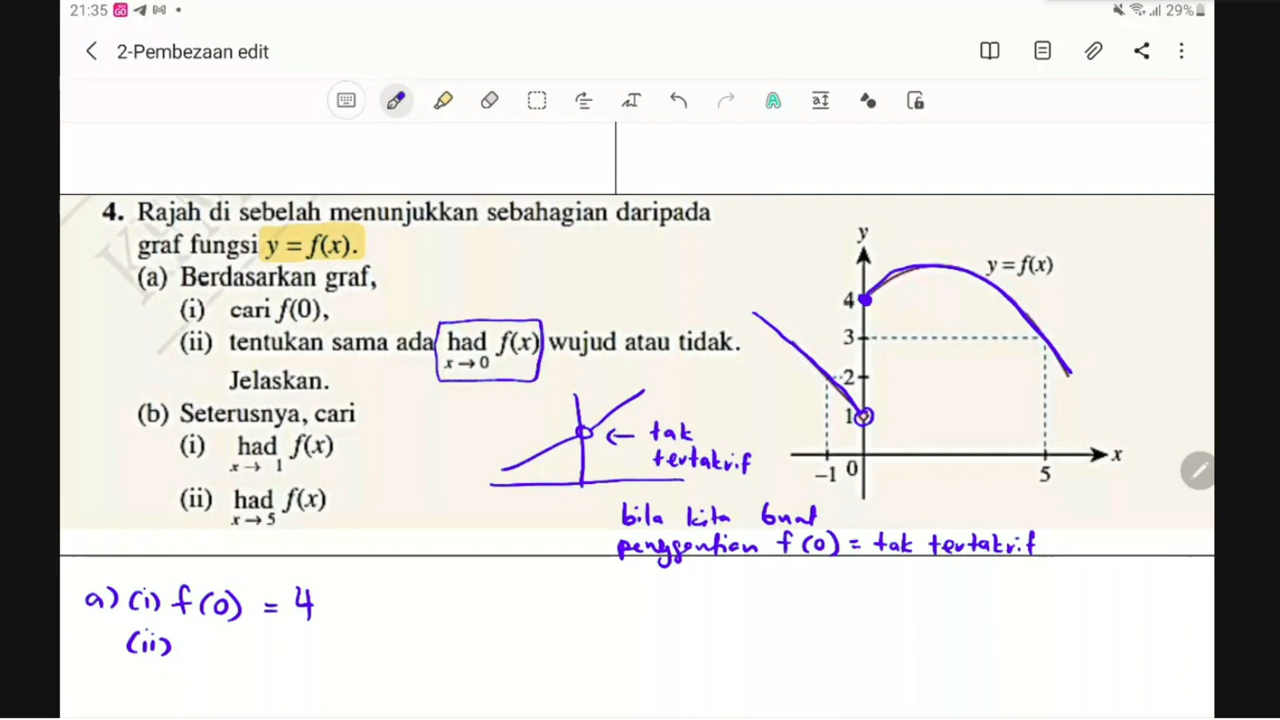 21:35
29%
2-Pembezaan edit
4. Rajah di sebelah menunjukkan sebahagian daripada
graf fungsi y = f(x).
(a) Berdasarkan graf,
(i) cari f(0),
(ii) tentukan sama ada had f(x) wujud atau tidak.
x → 0
Jelaskan.
(b) Seterusnya, cari
(i) had f(x)
x → 1
(ii) had f(x)
x → 5
y
y = f(x)
4
3
2
1
-1 0 5 x
← tak
tertakrif
bila kita buat
penggantian f(0) = tak tertakrif
a) (i) f(0) = 4
(ii)